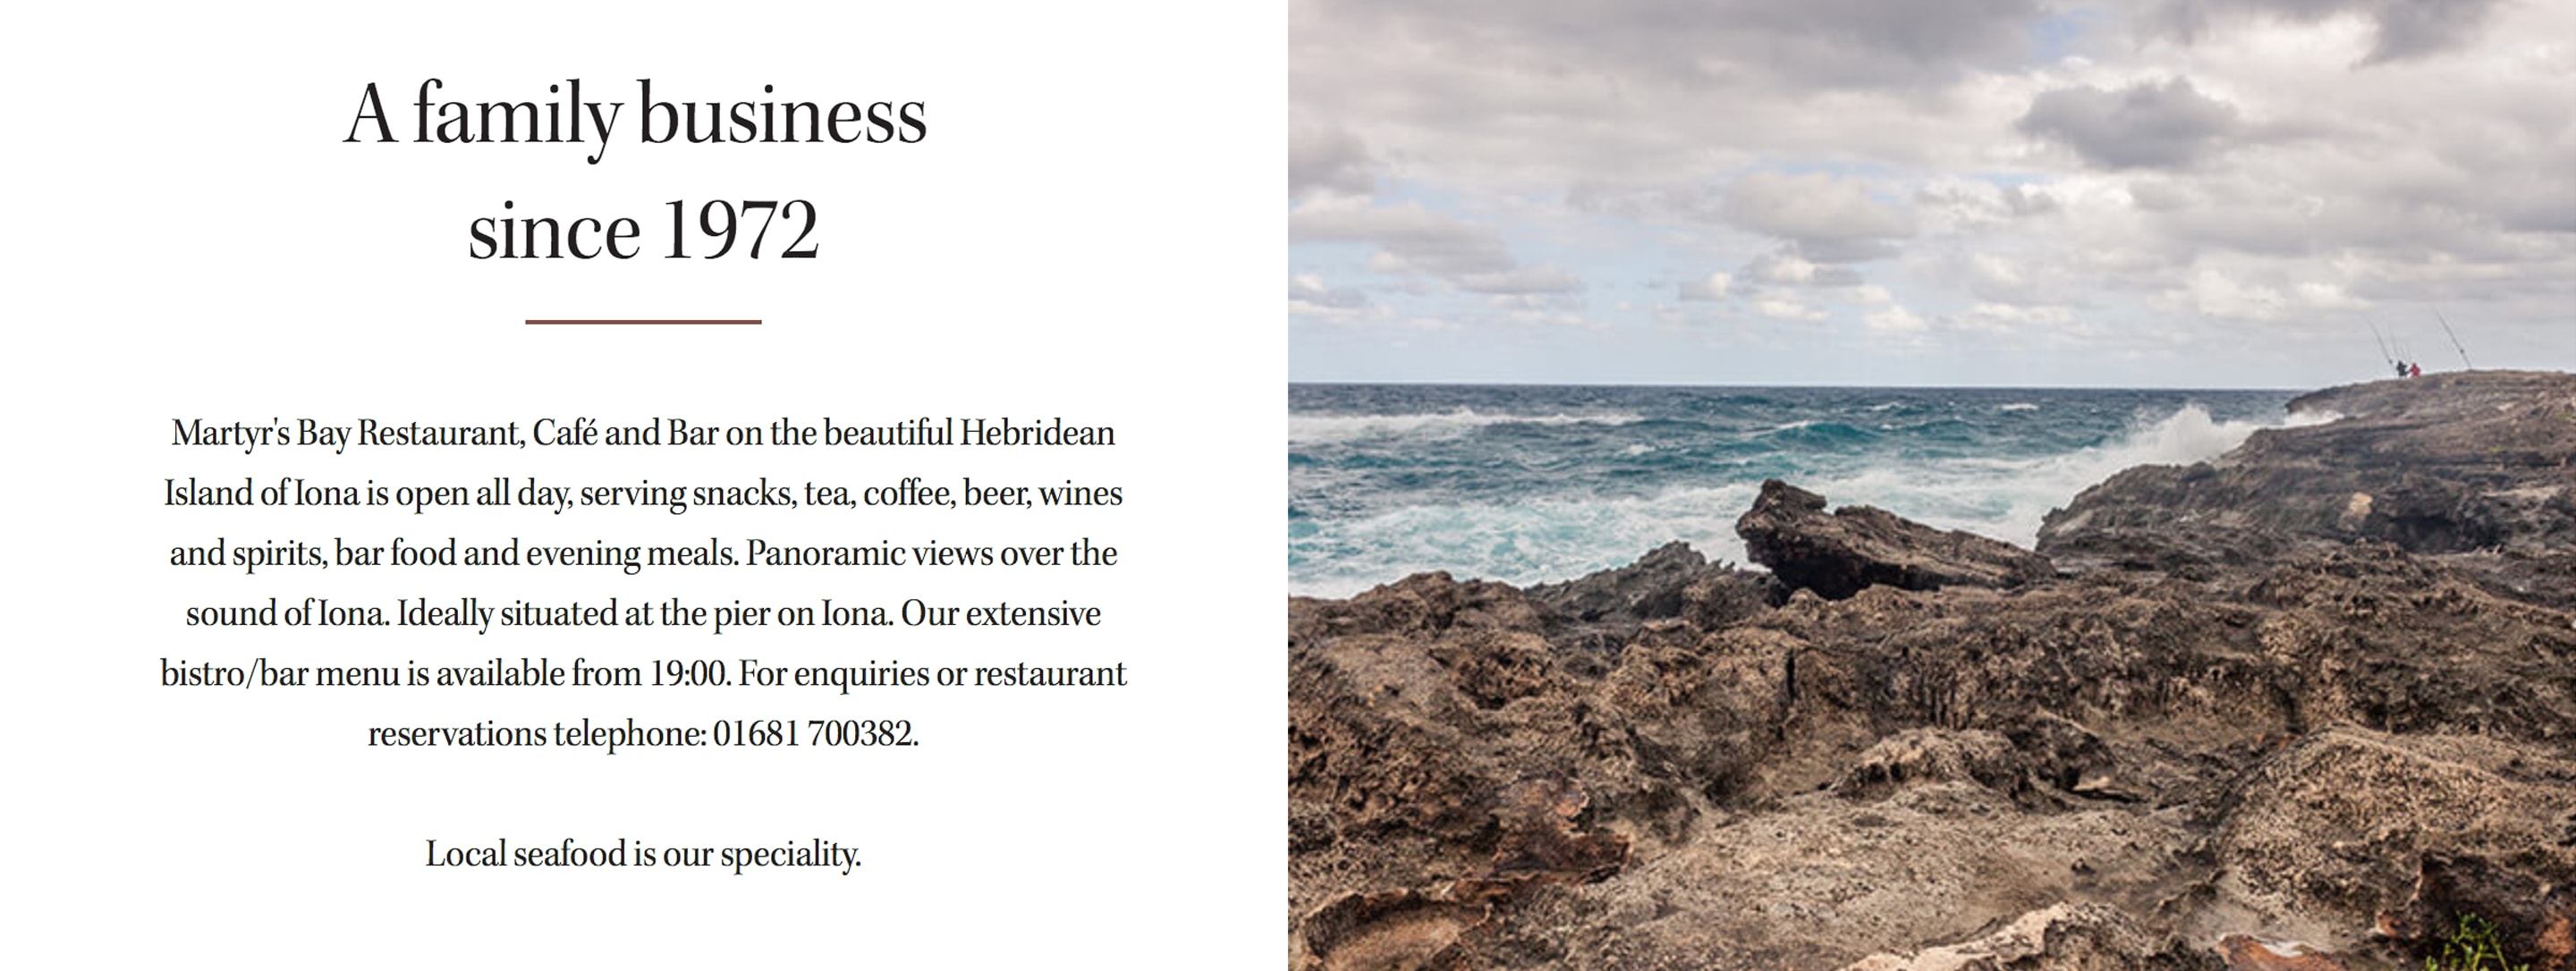 A family business
since 1972
Martyr's Bay Restaurant, Café and Bar on the beautiful Hebridean
Island of Iona is open all day, serving snacks, tea, coffee, beer, wines
and spirits, bar food and evening meals. Panoramic views over the
sound of Iona. Ideally situated at the pier on Iona. Our extensive
bistro/bar menu is available from 19:00. For enquiries or restaurant
reservations telephone: 01681 700382.
Local seafood is our speciality.